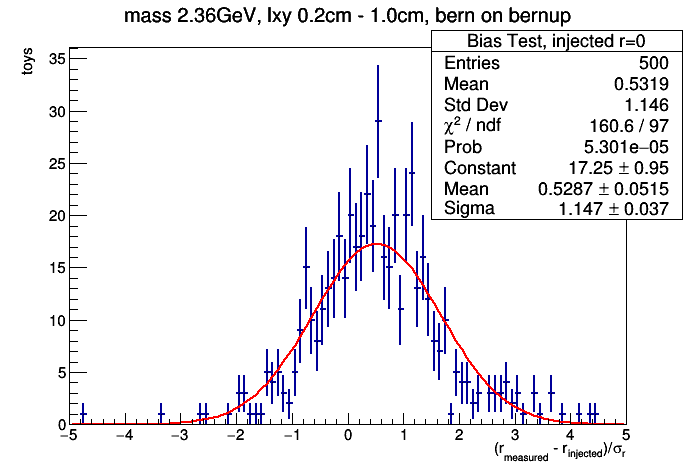 mass 2.36GeV, lxy 0.2cm - 1.0cm, bern on bernup
Bias Test, injected r=0
Entries 500
Mean 0.5319
Std Dev 1.146
χ² / ndf 160.6 / 97
Prob 5.301e−05
Constant 17.25 ± 0.95
Mean 0.5287 ± 0.0515
Sigma 1.147 ± 0.037
toys
35
30
25
20
15
10
5
0
−5 −4 −3 −2 −1 0 1 2 3 4 5
(r_measured - r_injected)/σ_r